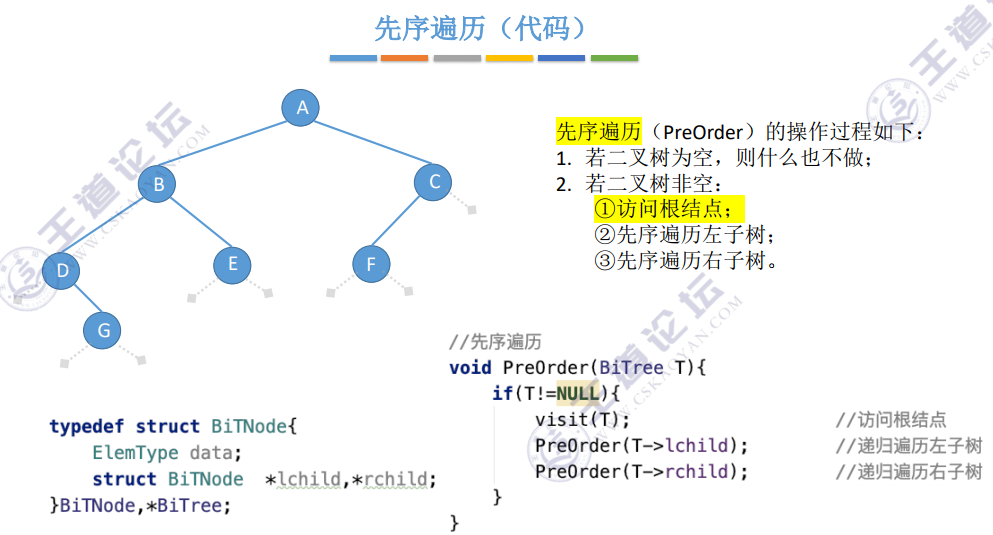 先序遍历（代码）
A
B
C
D
E
F
G
先序遍历（PreOrder）的操作过程如下：
1. 若二叉树为空，则什么也不做；
2. 若二叉树非空：
①访问根结点；
②先序遍历左子树；
③先序遍历右子树。
typedef struct BiTNode{
ElemType data;
struct BiTNode *lchild,*rchild;
}BiTNode,*BiTree;
//先序遍历
void PreOrder(BiTree T){
if(T!=NULL){
visit(T); //访问根结点
PreOrder(T->lchild); //递归遍历左子树
PreOrder(T->rchild); //递归遍历右子树
}
}
王道论坛
WWW.CSKAOYAN.COM
王道论坛
WWW.CSKAOYAN.COM
王道
WWW.CS